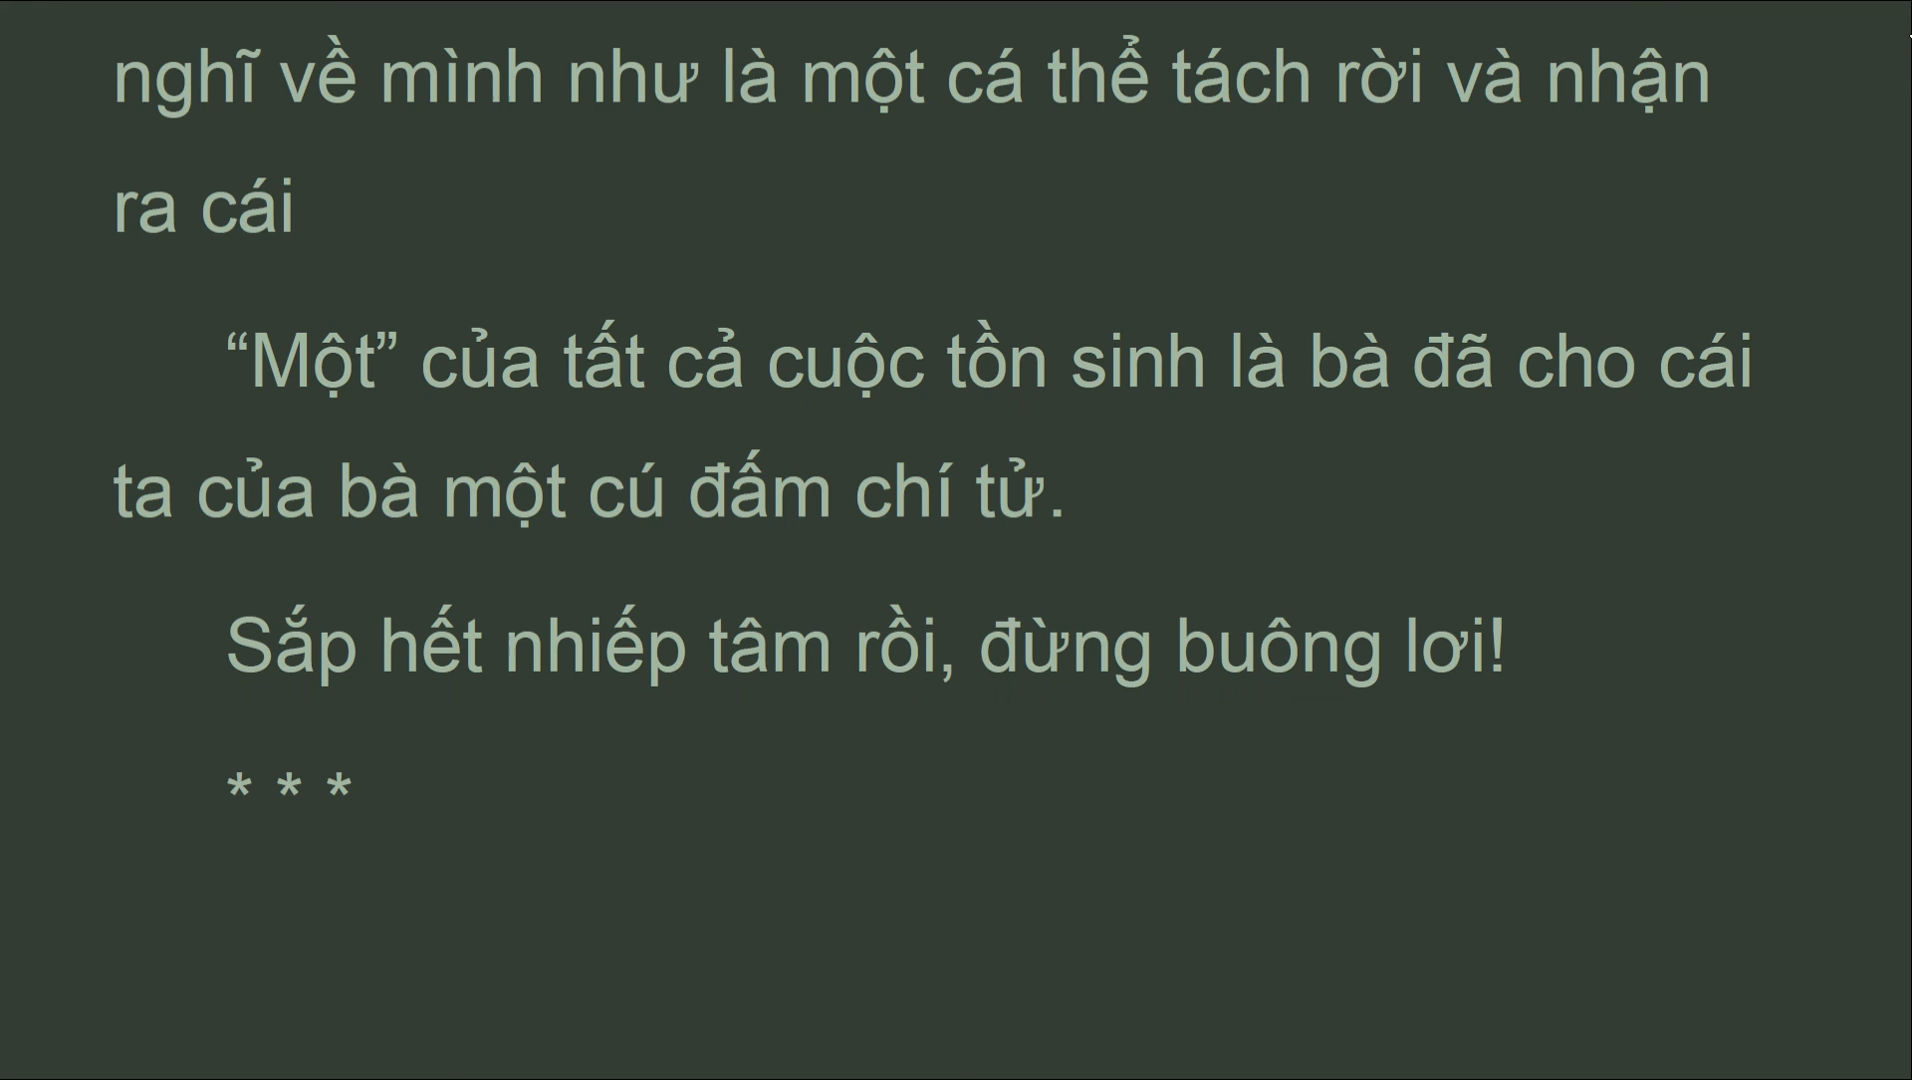 nghĩ về mình như là một cá thể tách rời và nhận
ra cái
“Một” của tất cả cuộc tồn sinh là bà đã cho cái
ta của bà một cú đấm chí tử.
Sắp hết nhiếp tâm rồi, đừng buông lơi!
* * *